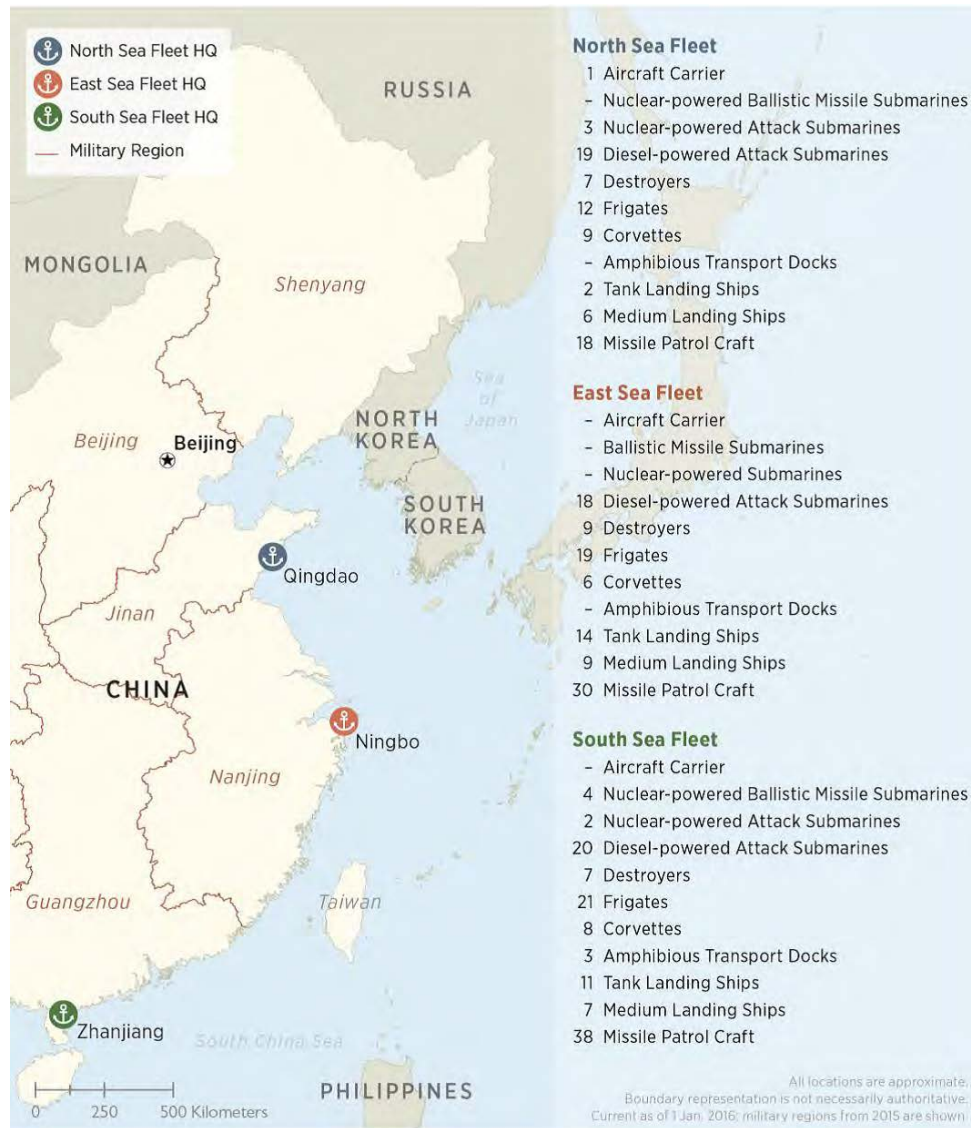 North Sea Fleet HQ
East Sea Fleet HQ
South Sea Fleet HQ
Military Region
RUSSIA
MONGOLIA
Shenyang
Sea
of
Japan
NORTH
KOREA
Beijing
Beijing
SOUTH
KOREA
Qingdao
Jinan
CHINA
Ningbo
Nanjing
Guangzhou
Taiwan
Zhanjiang
South China Sea
PHILIPPINES
0 250 500 Kilometers
North Sea Fleet
1 Aircraft Carrier
– Nuclear-powered Ballistic Missile Submarines
3 Nuclear-powered Attack Submarines
19 Diesel-powered Attack Submarines
7 Destroyers
12 Frigates
9 Corvettes
– Amphibious Transport Docks
2 Tank Landing Ships
6 Medium Landing Ships
18 Missile Patrol Craft
East Sea Fleet
– Aircraft Carrier
– Ballistic Missile Submarines
– Nuclear-powered Submarines
18 Diesel-powered Attack Submarines
9 Destroyers
19 Frigates
6 Corvettes
– Amphibious Transport Docks
14 Tank Landing Ships
9 Medium Landing Ships
30 Missile Patrol Craft
South Sea Fleet
– Aircraft Carrier
4 Nuclear-powered Ballistic Missile Submarines
2 Nuclear-powered Attack Submarines
20 Diesel-powered Attack Submarines
7 Destroyers
21 Frigates
8 Corvettes
3 Amphibious Transport Docks
11 Tank Landing Ships
7 Medium Landing Ships
38 Missile Patrol Craft
All locations are approximate.
Boundary representation is not necessarily authoritative.
Current as of 1 Jan. 2016; military regions from 2015 are shown.